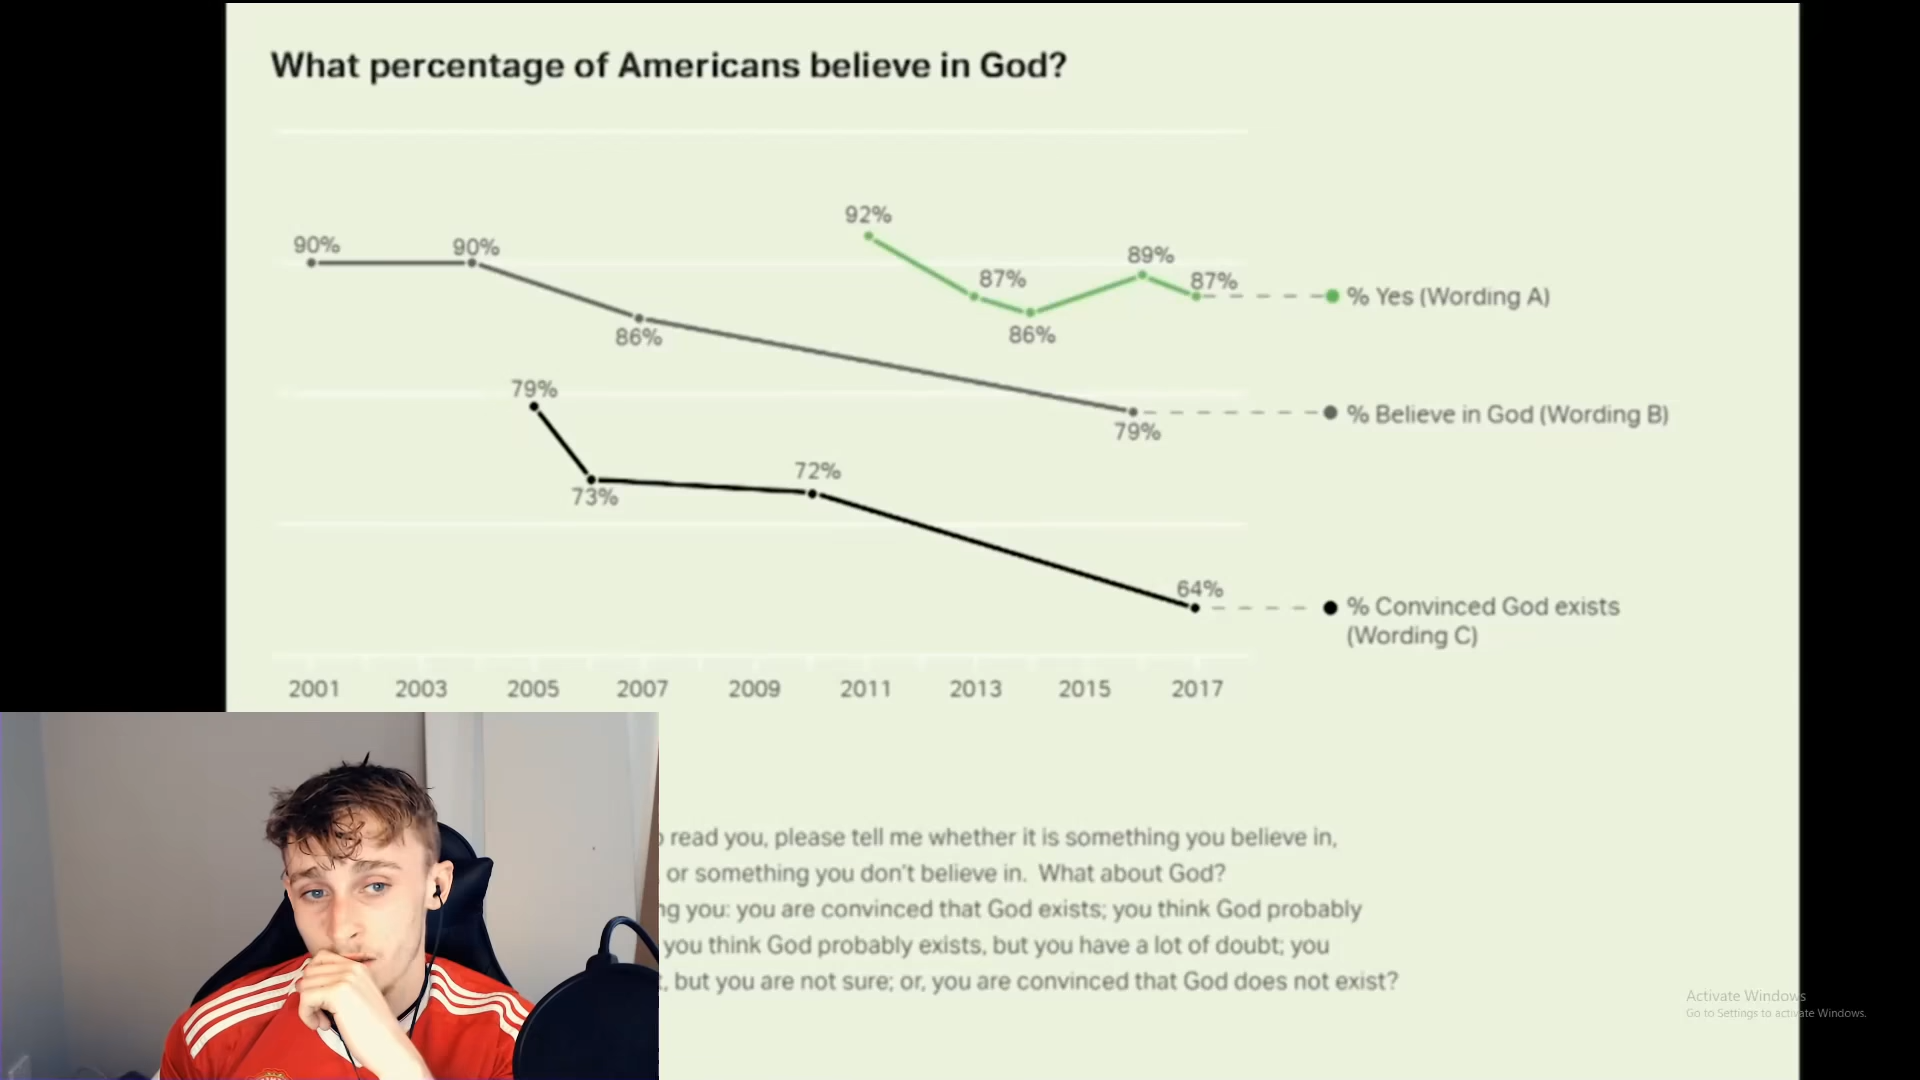 What percentage of Americans believe in God?
92%
90%
90%
89%
87%
87%
% Yes (Wording A)
86%
86%
79%
% Believe in God (Wording B)
79%
72%
73%
64%
% Convinced God exists
(Wording C)
2001 2003 2005 2007 2009 2011 2013 2015 2017
read you, please tell me whether it is something you believe in,
or something you don't believe in. What about God?
you: you are convinced that God exists; you think God probably
you think God probably exists, but you have a lot of doubt; you
, but you are not sure; or, you are convinced that God does not exist?
Activate Windows
Go to Settings to activate Windows.